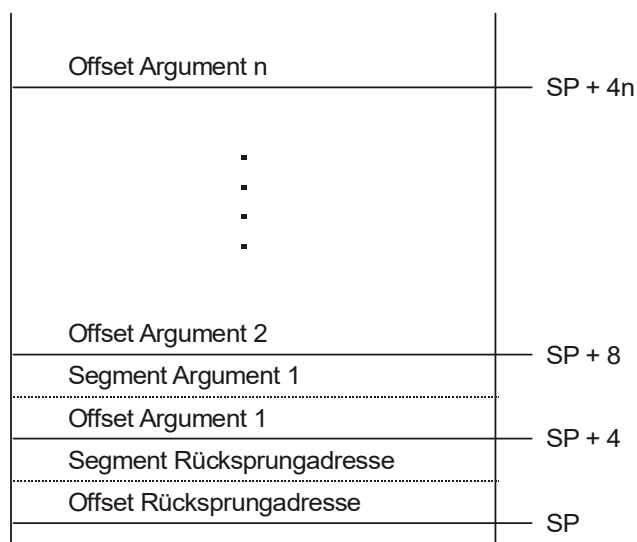 Offset Argument n
SP + 4n
Offset Argument 2
SP + 8
Segment Argument 1
Offset Argument 1
SP + 4
Segment Rücksprungadresse
Offset Rücksprungadresse
SP